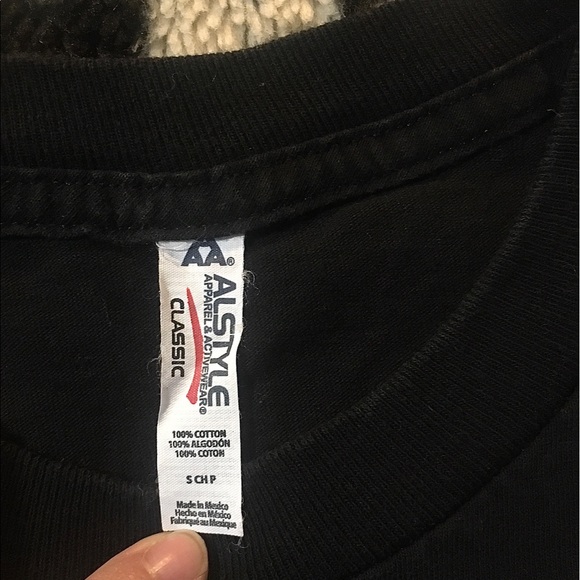 AA®
ALSTYLE
APPAREL & ACTIVEWEAR®
CLASSIC
100% COTTON
100% ALGODÓN
100% COTON
S CH P
Made in Mexico
Hecho en México
Fabriqué au Mexique